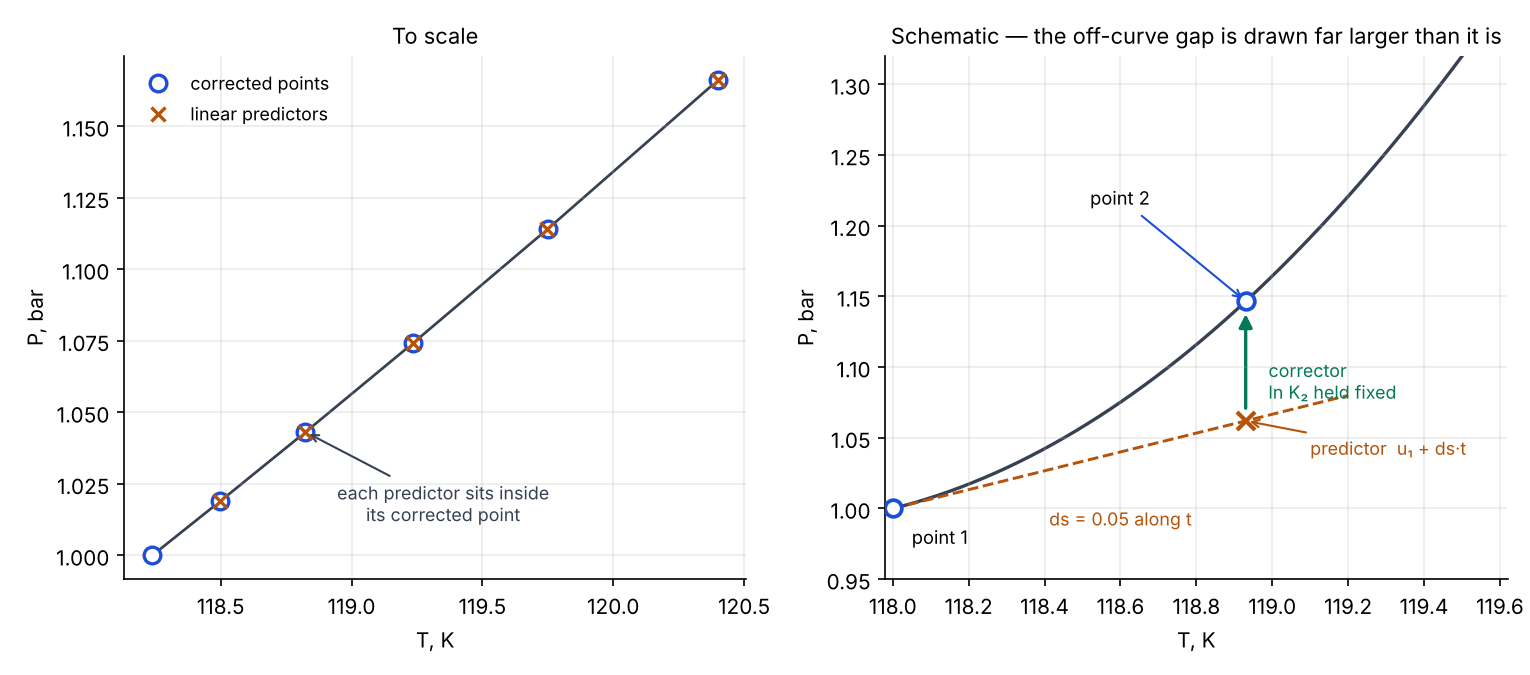 To scale
corrected points
linear predictors
1.150
1.125
1.100
1.075
1.050
1.025
1.000
P, bar
each predictor sits inside
its corrected point
118.5
119.0
119.5
120.0
120.5
T, K
Schematic — the off-curve gap is drawn far larger than it is
1.30
1.25
1.20
1.15
1.10
1.05
1.00
0.95
P, bar
point 2
corrector
ln K₂ held fixed
predictor u₁ + ds·t
ds = 0.05 along t
point 1
118.0
118.2
118.4
118.6
118.8
119.0
119.2
119.4
119.6
T, K